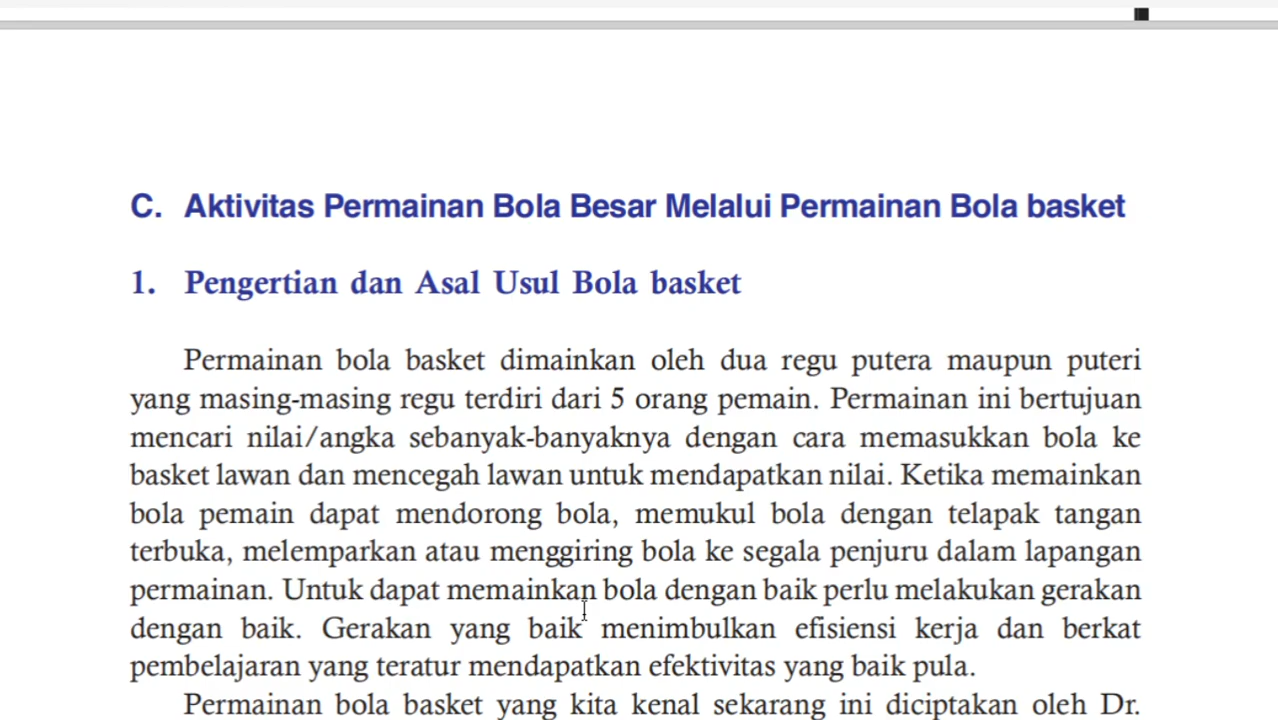 C. Aktivitas Permainan Bola Besar Melalui Permainan Bola basket
1. Pengertian dan Asal Usul Bola basket
Permainan bola basket dimainkan oleh dua regu putera maupun puteri
yang masing-masing regu terdiri dari 5 orang pemain. Permainan ini bertujuan
mencari nilai/angka sebanyak-banyaknya dengan cara memasukkan bola ke
basket lawan dan mencegah lawan untuk mendapatkan nilai. Ketika memainkan
bola pemain dapat mendorong bola, memukul bola dengan telapak tangan
terbuka, melemparkan atau menggiring bola ke segala penjuru dalam lapangan
permainan. Untuk dapat memainkan bola dengan baik perlu melakukan gerakan
dengan baik. Gerakan yang baik menimbulkan efisiensi kerja dan berkat
pembelajaran yang teratur mendapatkan efektivitas yang baik pula.
Permainan bola basket yang kita kenal sekarang ini diciptakan oleh Dr.